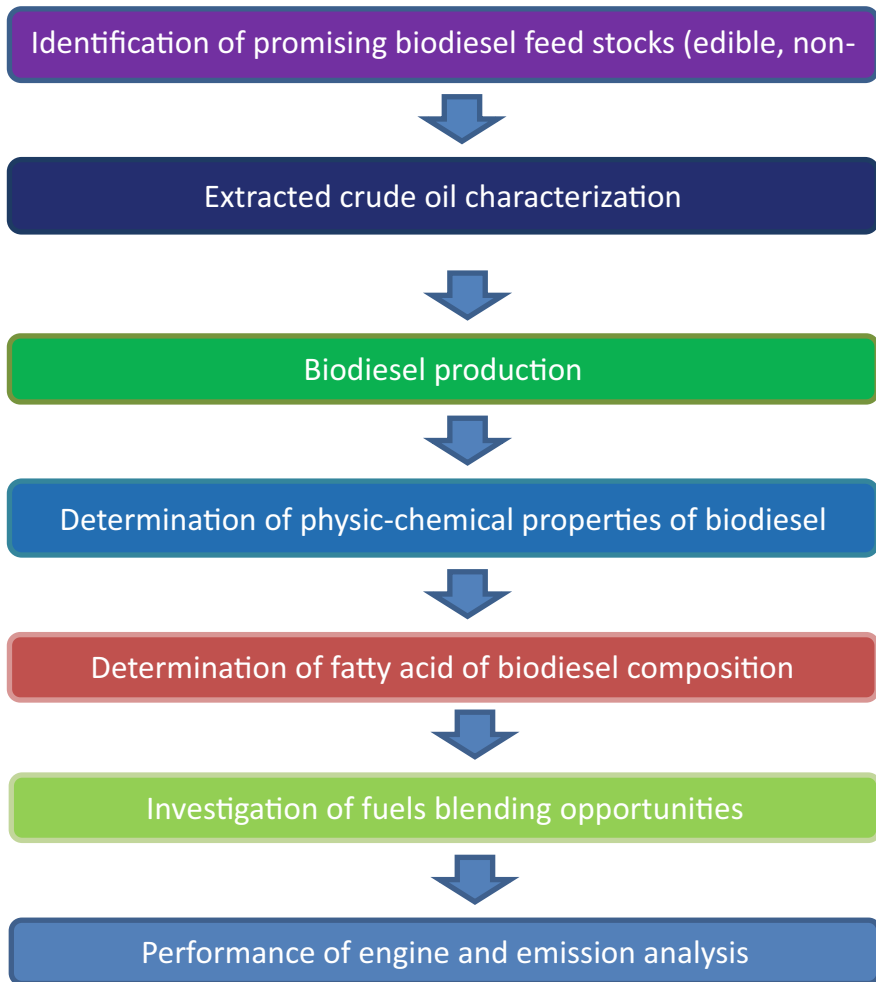 Identification of promising biodiesel feed stocks (edible, non-
Extracted crude oil characterization
Biodiesel production
Determination of physic-chemical properties of biodiesel
Determination of fatty acid of biodiesel composition
Investigation of fuels blending opportunities
Performance of engine and emission analysis